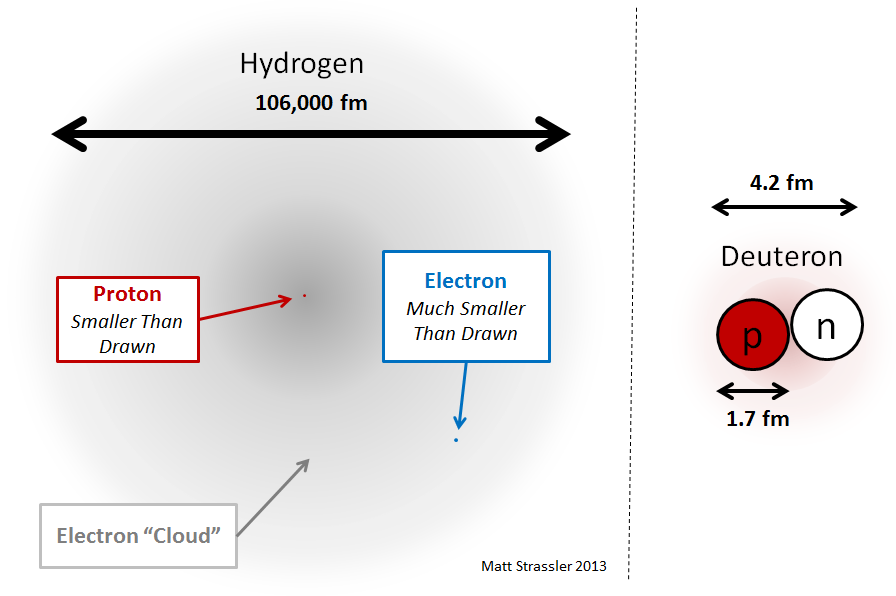 Hydrogen
106,000 fm
Proton
Smaller Than
Drawn
Electron
Much Smaller
Than Drawn
Electron “Cloud”
Matt Strassler 2013
4.2 fm
Deuteron
p
n
1.7 fm